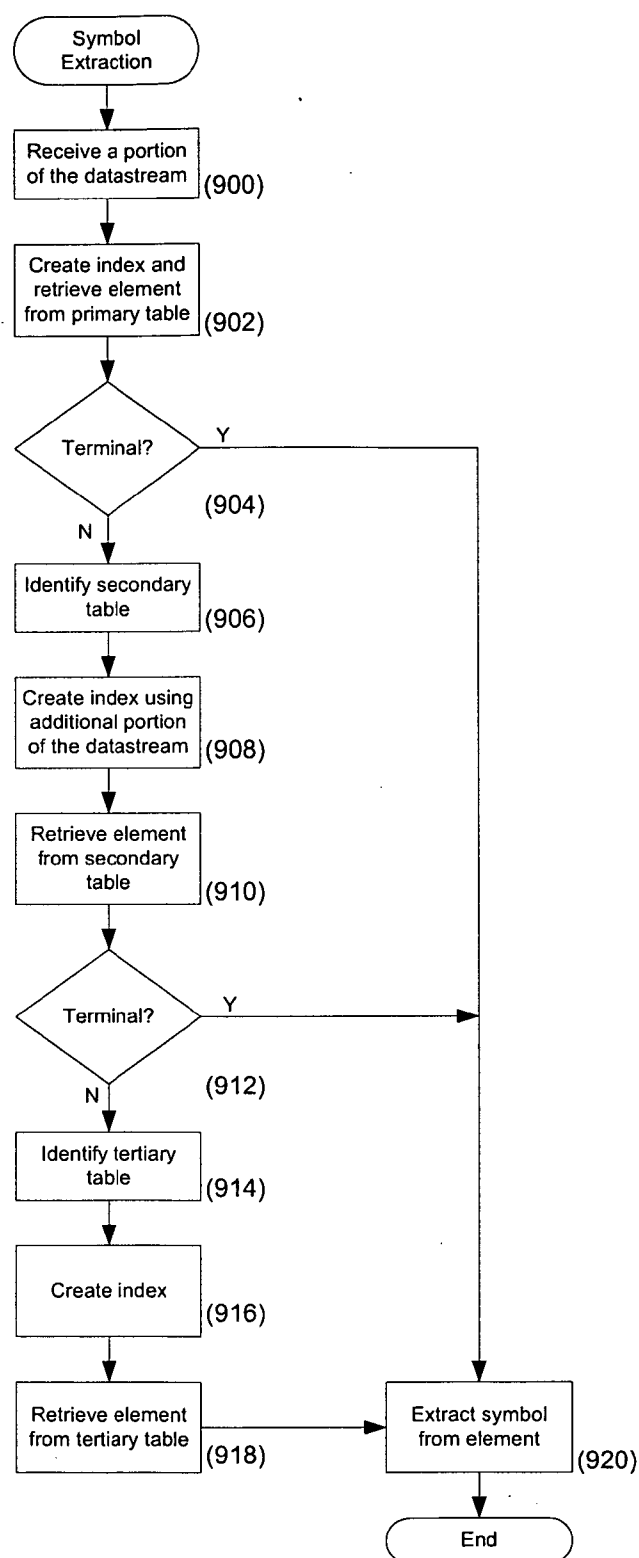 Symbol
Extraction
Receive a portion
of the datastream
(900)
Create index and
retrieve element
from primary table
(902)
Terminal?
Y
(904)
N
Identify secondary
table
(906)
Create index using
additional portion
of the datastream
(908)
Retrieve element
from secondary
table
(910)
Terminal?
Y
(912)
N
Identify tertiary
table
(914)
Create index
(916)
Retrieve element
from tertiary table
(918)
Extract symbol
from element
(920)
End